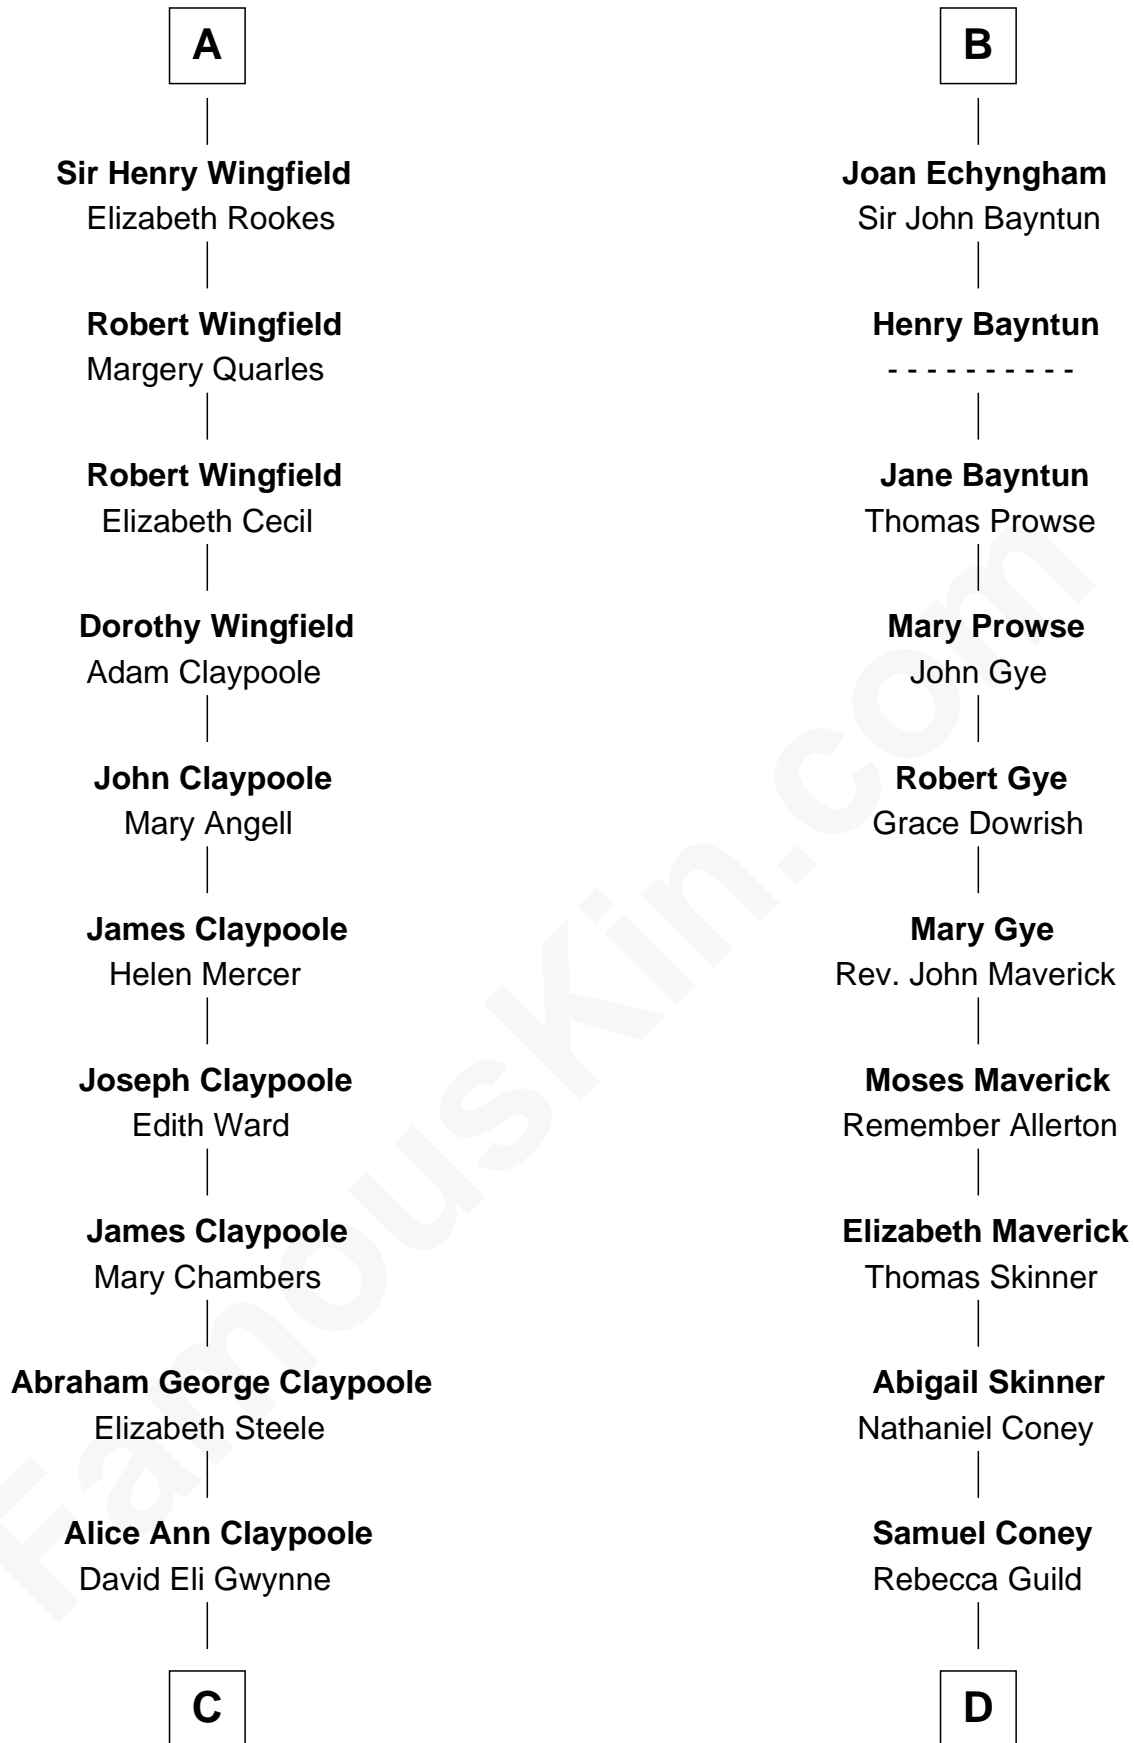 A
Sir Henry Wingfield
Elizabeth Rookes
Robert Wingfield
Margery Quarles
Robert Wingfield
Elizabeth Cecil
Dorothy Wingfield
Adam Claypoole
John Claypoole
Mary Angell
James Claypoole
Helen Mercer
Joseph Claypoole
Edith Ward
James Claypoole
Mary Chambers
Abraham George Claypoole
Elizabeth Steele
Alice Ann Claypoole
David Eli Gwynne
C
B
Joan Echyngham
Sir John Bayntun
Henry Bayntun
- - - - - - - - - -
Jane Bayntun
Thomas Prowse
Mary Prowse
John Gye
Robert Gye
Grace Dowrish
Mary Gye
Rev. John Maverick
Moses Maverick
Remember Allerton
Elizabeth Maverick
Thomas Skinner
Abigail Skinner
Nathaniel Coney
Samuel Coney
Rebecca Guild
D
FamousKin.com